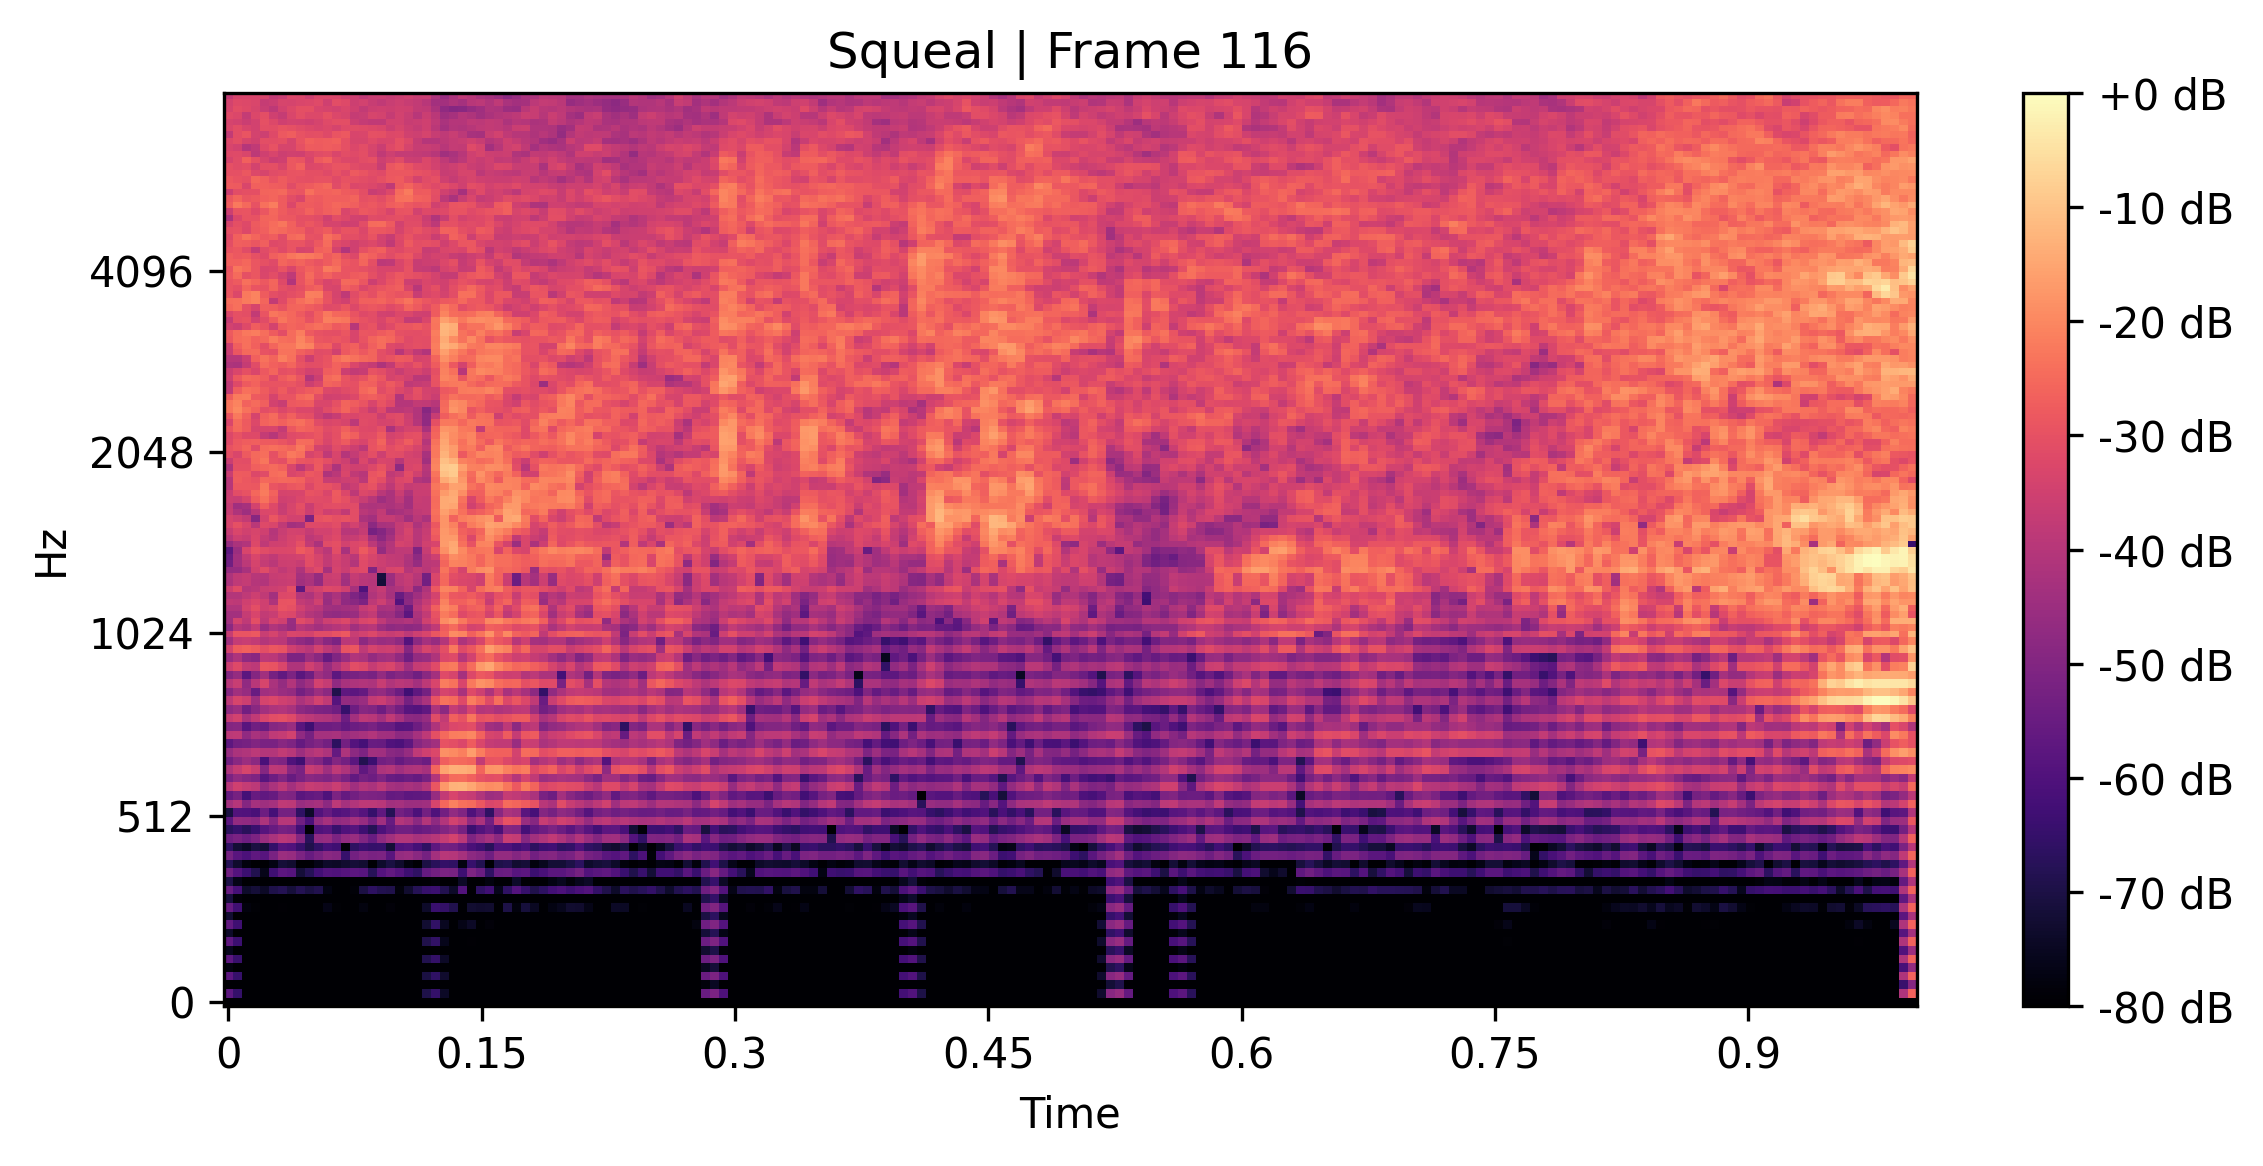 Squeal | Frame 116
+0 dB
-10 dB
-20 dB
-30 dB
-40 dB
-50 dB
-60 dB
-70 dB
-80 dB
Hz
4096
2048
1024
512
0
0 0.15 0.3 0.45 0.6 0.75 0.9
Time